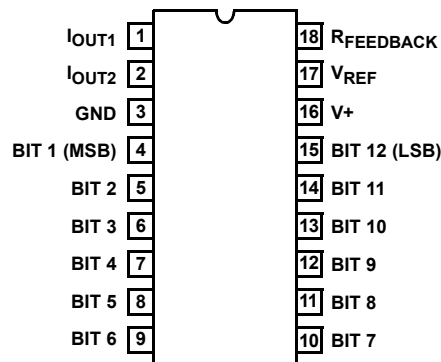 IOUT1 1 18 RFEEDBACK
IOUT2 2 17 VREF
GND 3 16 V+
BIT 1 (MSB) 4 15 BIT 12 (LSB)
BIT 2 5 14 BIT 11
BIT 3 6 13 BIT 10
BIT 4 7 12 BIT 9
BIT 5 8 11 BIT 8
BIT 6 9 10 BIT 7